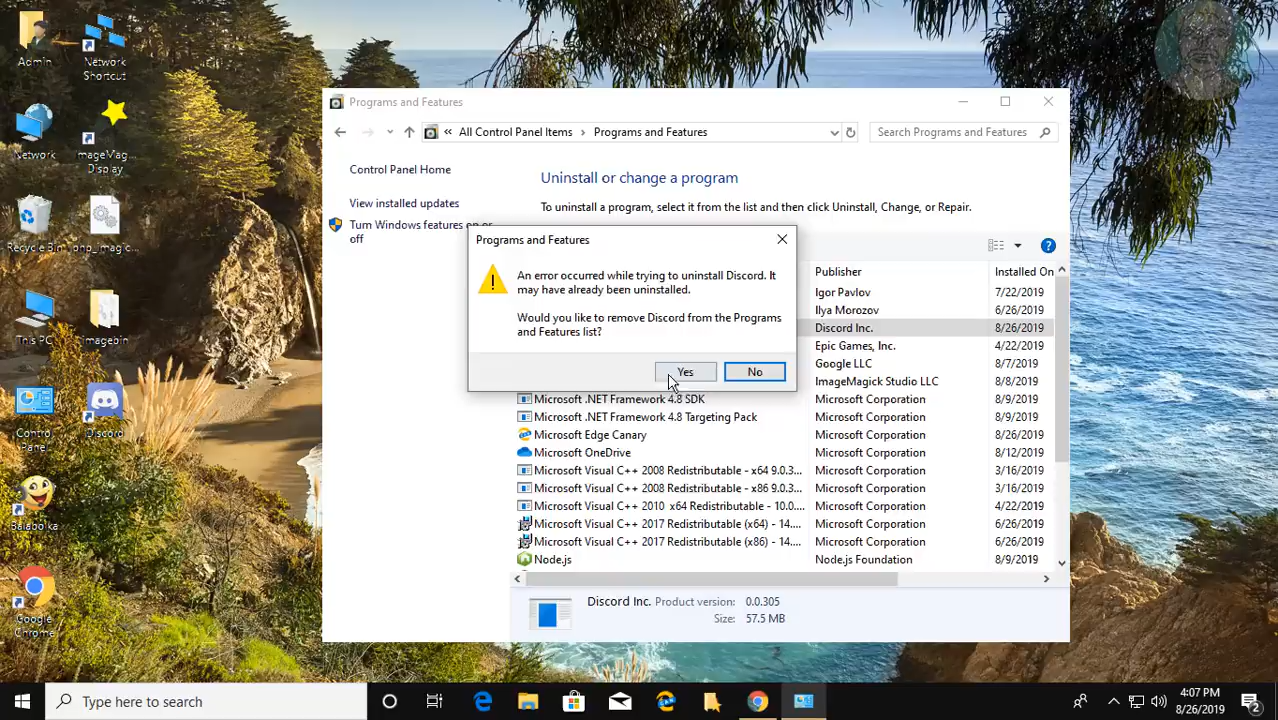 Admin
Network
Shortcut
Network
ImageMag...
Display
Recycle Bin
php_imagic...
This PC
imagebin
Control
Panel
Discord
Balabolka
Google
Chrome
Programs and Features
« All Control Panel Items > Programs and Features
Search Programs and Features
Control Panel Home
View installed updates
Turn Windows features on or
off
Uninstall or change a program
To uninstall a program, select it from the list and then click Uninstall, Change, or Repair.
Programs and Features
An error occurred while trying to uninstall Discord. It
may have already been uninstalled.
Would you like to remove Discord from the Programs
and Features list?
Yes
No
Publisher Installed On
Igor Pavlov 7/22/2019
Ilya Morozov 6/26/2019
Discord Inc. 8/26/2019
Epic Games, Inc. 4/22/2019
Google LLC 8/7/2019
ImageMagick Studio LLC 8/8/2019
Microsoft .NET Framework 4.8 SDK Microsoft Corporation 8/9/2019
Microsoft .NET Framework 4.8 Targeting Pack Microsoft Corporation 8/9/2019
Microsoft Edge Canary Microsoft Corporation 8/26/2019
Microsoft OneDrive Microsoft Corporation 8/12/2019
Microsoft Visual C++ 2008 Redistributable - x64 9.0.3... Microsoft Corporation 3/16/2019
Microsoft Visual C++ 2008 Redistributable - x86 9.0.3... Microsoft Corporation 3/16/2019
Microsoft Visual C++ 2010 x64 Redistributable - 10.0.... Microsoft Corporation 4/22/2019
Microsoft Visual C++ 2017 Redistributable (x64) - 14.... Microsoft Corporation 6/26/2019
Microsoft Visual C++ 2017 Redistributable (x86) - 14.... Microsoft Corporation 6/26/2019
Node.js Node.js Foundation 8/9/2019
Discord Inc. Product version: 0.0.305
Size: 57.5 MB
Type here to search
4:07 PM
8/26/2019
2